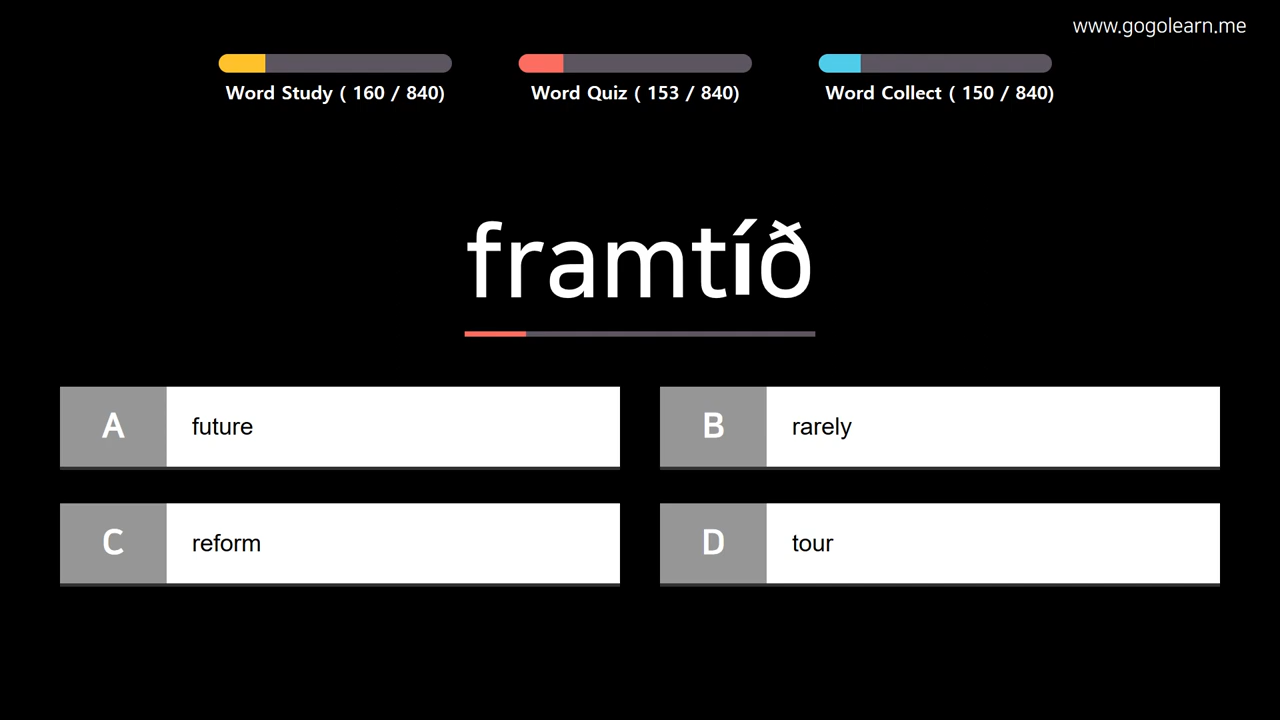 www.gogolearn.me
Word Study ( 160 / 840)
Word Quiz ( 153 / 840)
Word Collect ( 150 / 840)
framtíð
A future
B rarely
C reform
D tour